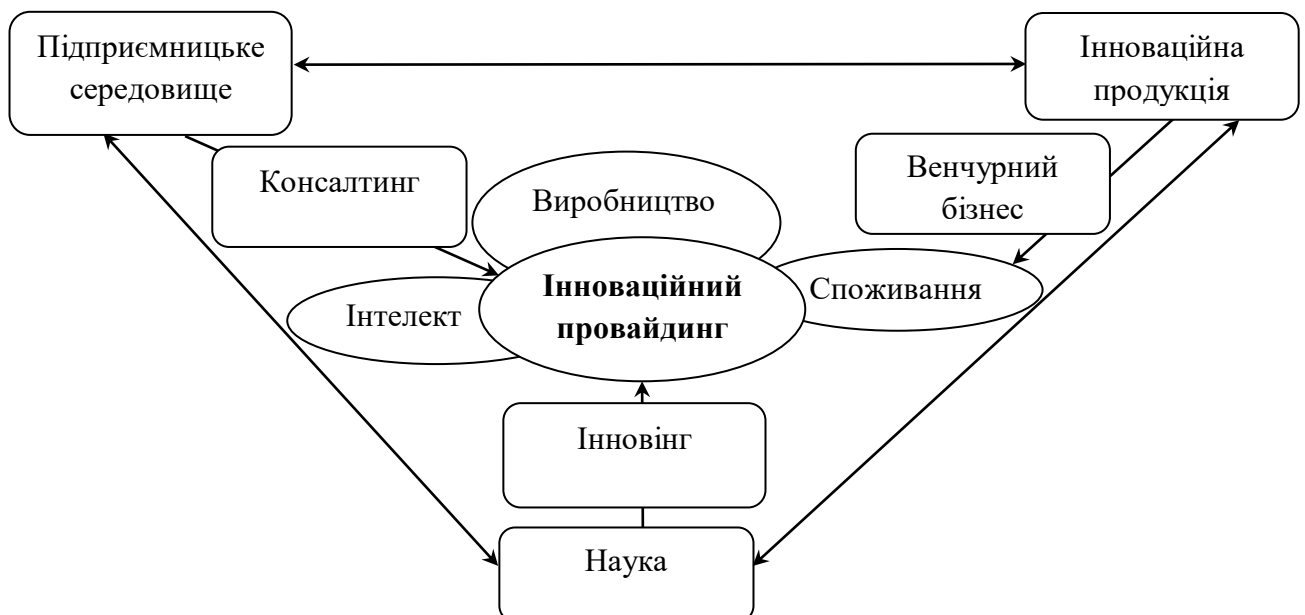 Підприємницьке
середовище
Інноваційна
продукція
Консалтинг
Виробництво
Венчурний
бізнес
Інтелект
Інноваційний
провайдинг
Споживання
Інновінг
Наука